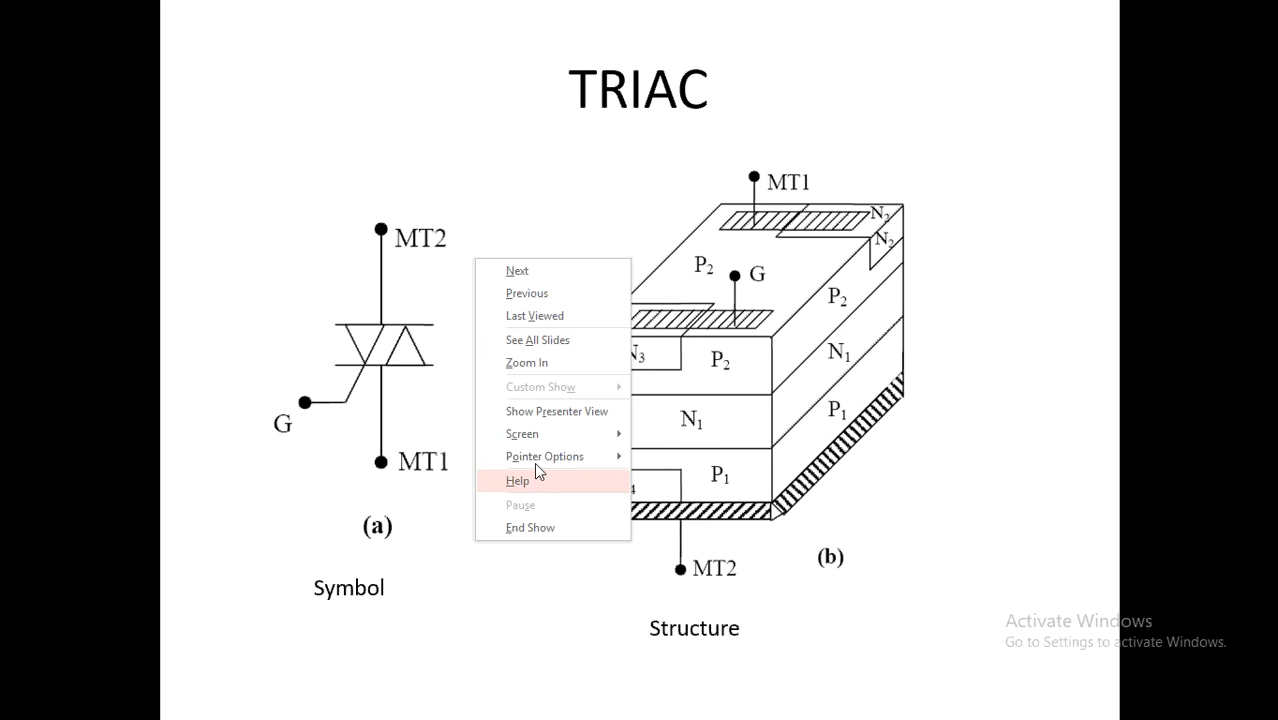 TRIAC
MT2
G
MT1
(a)
Symbol
Next
Previous
Last Viewed
See All Slides
Zoom In
Custom Show
Show Presenter View
Screen
Pointer Options
Help
Pause
End Show
MT1
N2
N2
P2
G
P2
N3
P2
N1
N1
P1
P1
4
MT2
(b)
Structure
Activate Windows
Go to Settings to activate Windows.